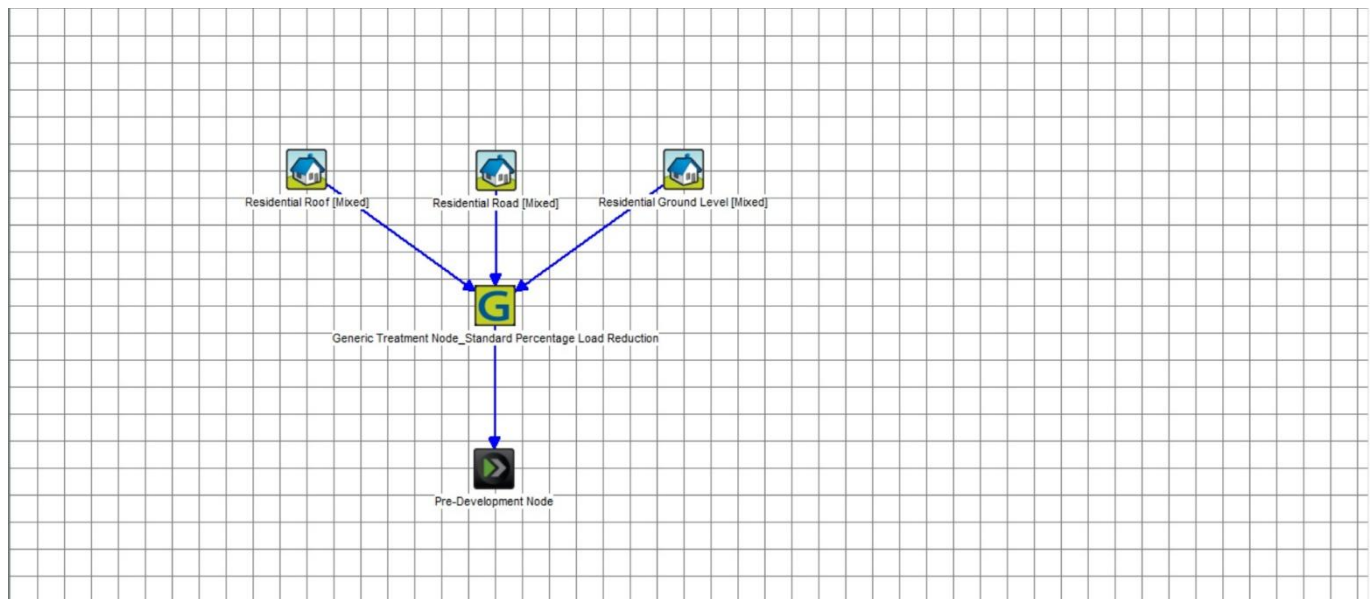 Residential Roof [Mixed]
Residential Road [Mixed]
Residential Ground Level [Mixed]
G
Generic Treatment Node_Standard Percentage Load Reduction
Pre-Development Node